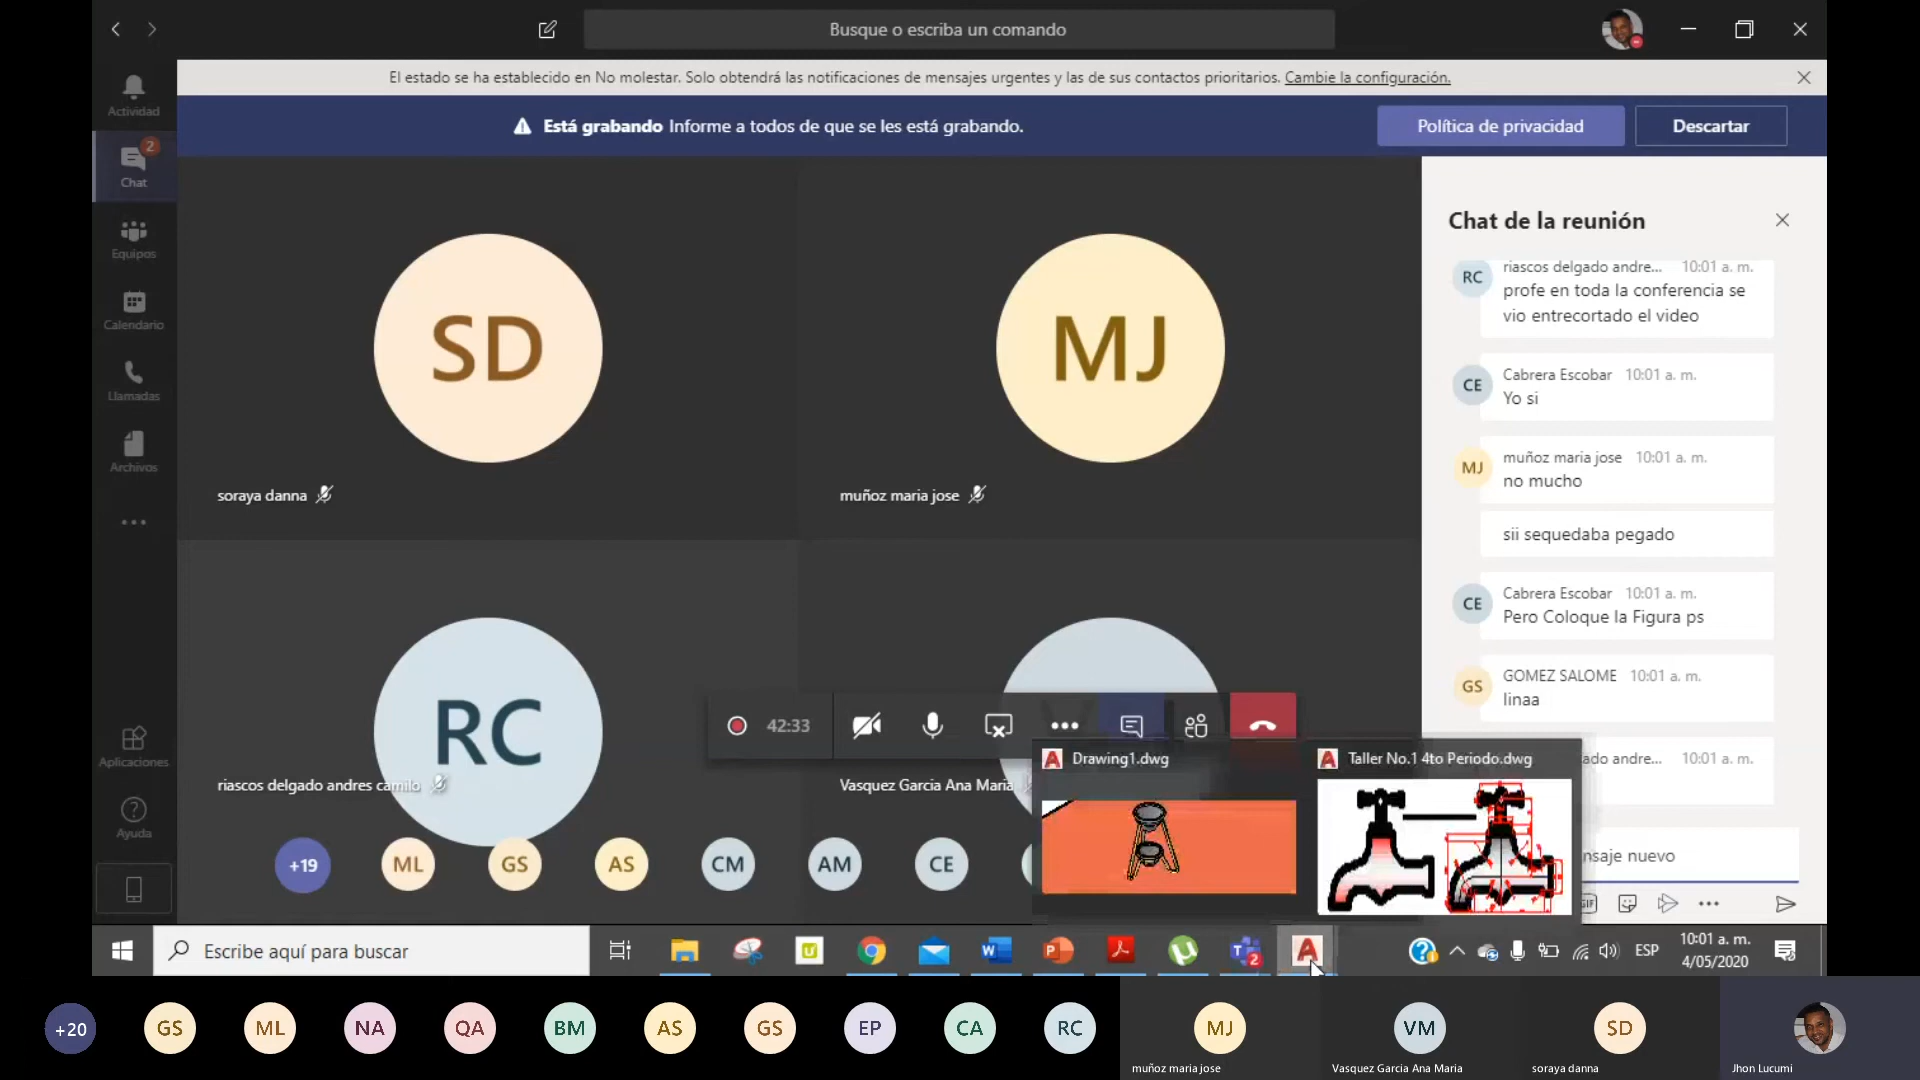 Busque o escriba un comando
El estado se ha establecido en No molestar. Solo obtendrá las notificaciones de mensajes urgentes y las de sus contactos prioritarios. Cambie la configuración.
Está grabando Informe a todos de que se les está grabando.
Política de privacidad
Descartar
Actividad
2
Chat
Equipos
Calendario
Llamadas
Archivos
Aplicaciones
Ayuda
SD
soraya danna
MJ
muñoz maria jose
RC
riascos delgado andres camilo
Vasquez Garcia Ana Maria
42:33
+19
ML
GS
AS
CM
AM
CE
Chat de la reunión
RC
riascos delgado andre... 10:01 a. m.
profe en toda la conferencia se
vio entrecortado el video
CE
Cabrera Escobar 10:01 a. m.
Yo si
MJ
muñoz maria jose 10:01 a. m.
no mucho
sii sequedaba pegado
CE
Cabrera Escobar 10:01 a. m.
Pero Coloque la Figura ps
GS
GOMEZ SALOME 10:01 a. m.
linaa
ado andre... 10:01 a. m.
nsaje nuevo
GIF
Drawing1.dwg
Taller No.1 4to Periodo.dwg
Escribe aquí para buscar
2
ESP
10:01 a. m.
4/05/2020
+20
GS
ML
NA
QA
BM
AS
GS
EP
CA
RC
MJ
muñoz maria jose
VM
Vasquez Garcia Ana Maria
SD
soraya danna
Jhon Lucumi